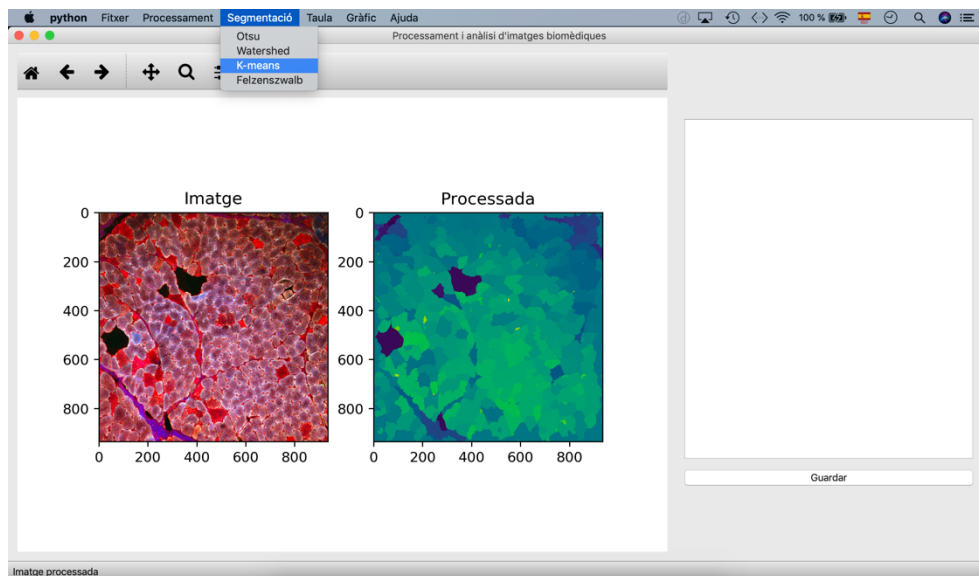 python Fitxer Processament Segmentació Taula Gràfic Ajuda 100 %
Processament i anàlisi d'imatges biomèdiques
Otsu
Watershed
K-means
Felzenszwalb
Imatge Processada
0 0
200 200
400 400
600 600
800 800
0 200 400 600 800 0 200 400 600 800
Guardar
Imatge processada